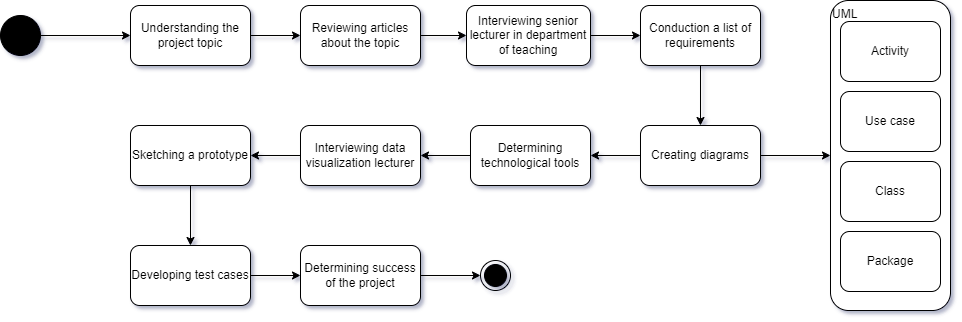 Understanding the
project topic
Reviewing articles
about the topic
Interviewing senior
lecturer in department
of teaching
Conduction a list of
requirements
UML
Activity
Use case
Class
Package
Creating diagrams
Determining
technological tools
Interviewing data
visualization lecturer
Sketching a prototype
Developing test cases
Determining success
of the project